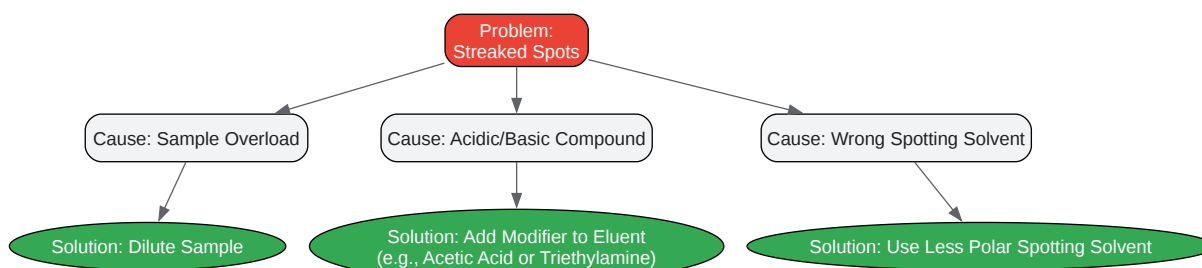 Problem:
Streaked Spots
Cause: Sample Overload
Cause: Acidic/Basic Compound
Cause: Wrong Spotting Solvent
Solution: Dilute Sample
Solution: Add Modifier to Eluent
(e.g., Acetic Acid or Triethylamine)
Solution: Use Less Polar Spotting Solvent